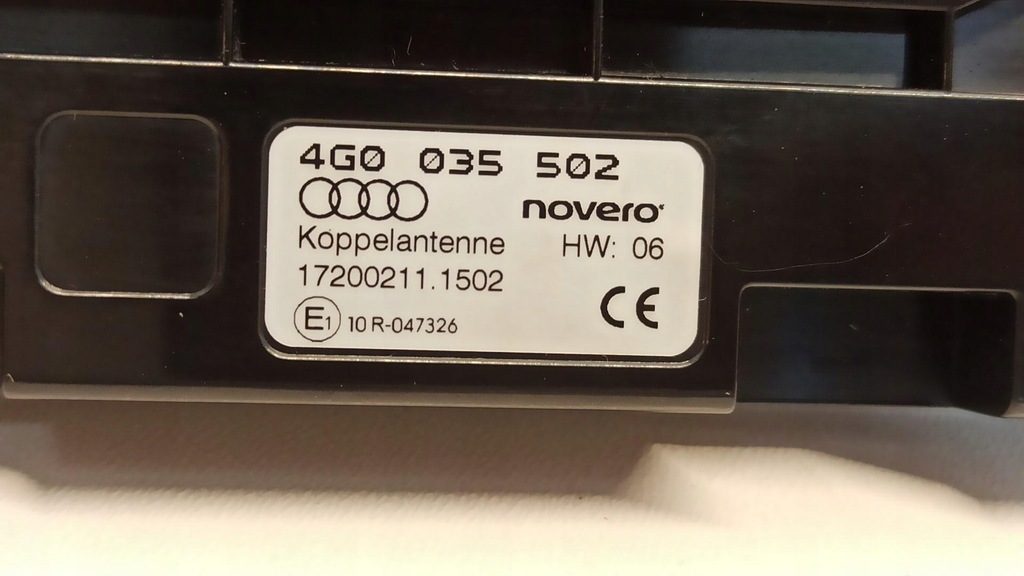 4G0 035 502
novero
Koppelantenne HW: 06
17200211.1502
CE
E1 10 R-047326